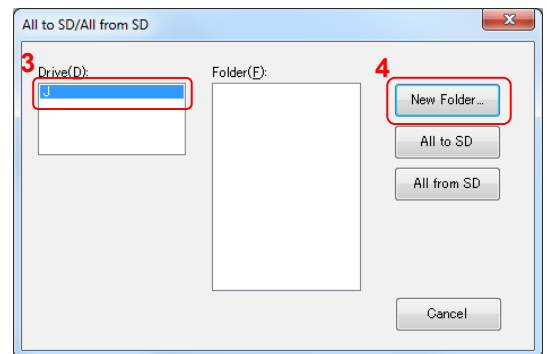 All to SD/All from SD
3
Drive(D):
Folder(F):
4
J
New Folder...
All to SD
All from SD
Cancel